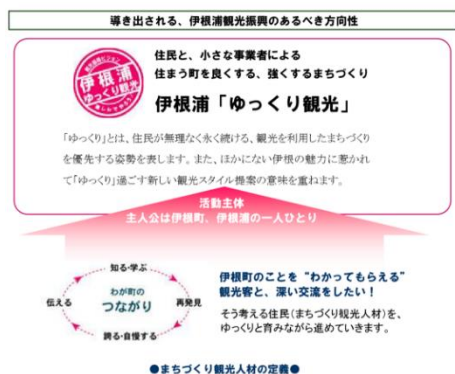 導き出される、伊根浦観光振興のあるべき方向性
伊根浦
ゆっくり観光
住民と、小さな事業者による
住まう町を良くする、強くするまちづくり
伊根浦「ゆっくり観光」
「ゆっくり」とは、住民が無理なく永く続ける、観光を利用したまちづくり
を優先する姿勢を表します。また、ほかにない伊根の魅力に惹かれ
て「ゆっくり」過ごす新しい観光スタイル提案の意味を重ねます。
活動主体
主人公は伊根町、伊根浦の一人ひとり
知る・学ぶ
わが町の
つながり
伝える
再発見
誇る・自慢する
伊根町のことを“わかってもらえる”
観光客と、深い交流をしたい！
そう考える住民(まちづくり観光人材)を、
ゆっくりと育みながら進めていきます。
●まちづくり観光人材の定義●